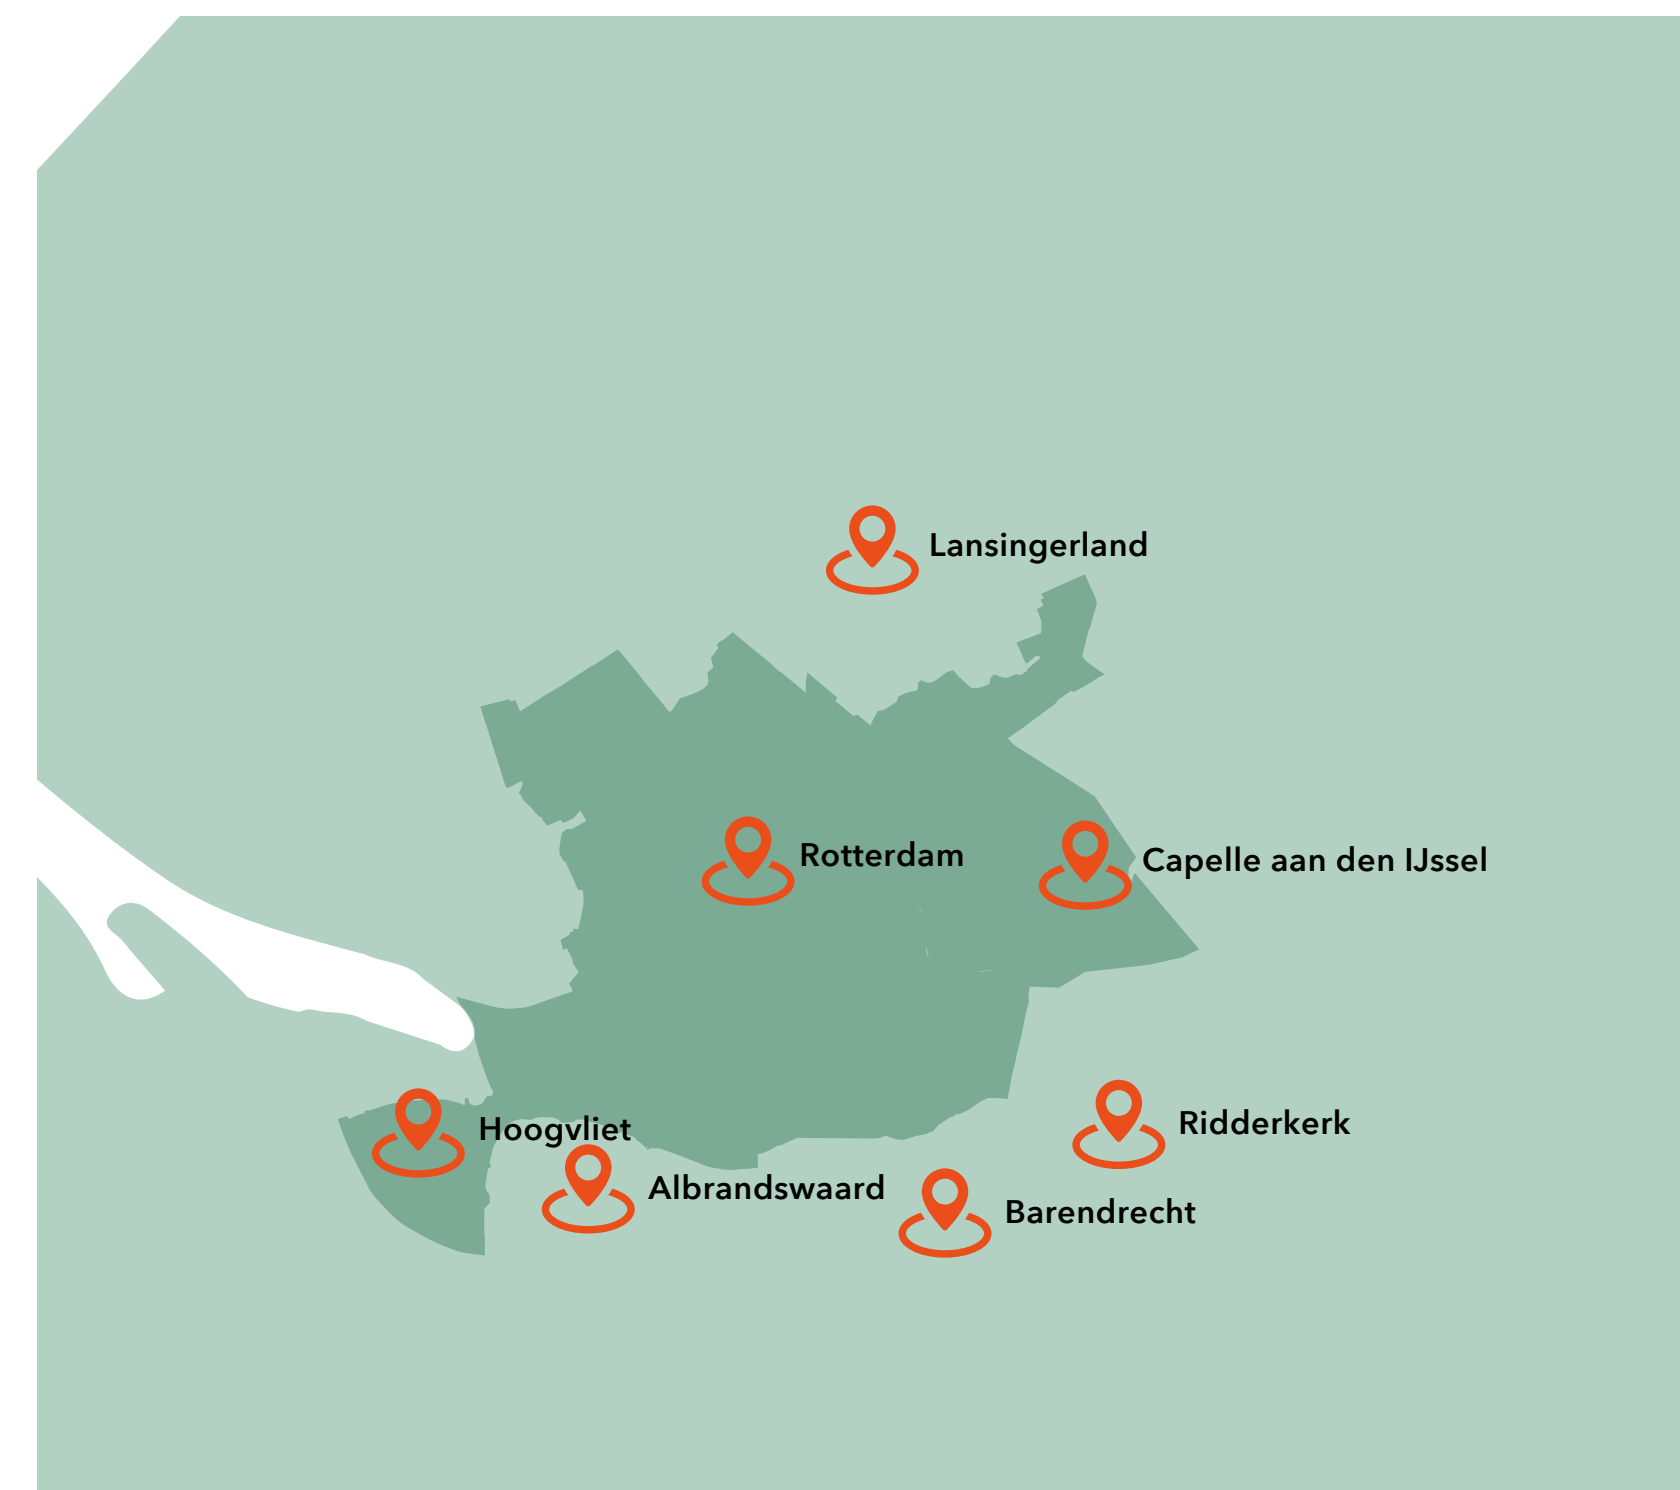 Lansingerland
Rotterdam
Capelle aan den IJssel
Hoogvliet
Ridderkerk
Albrandswaard
Barendrecht